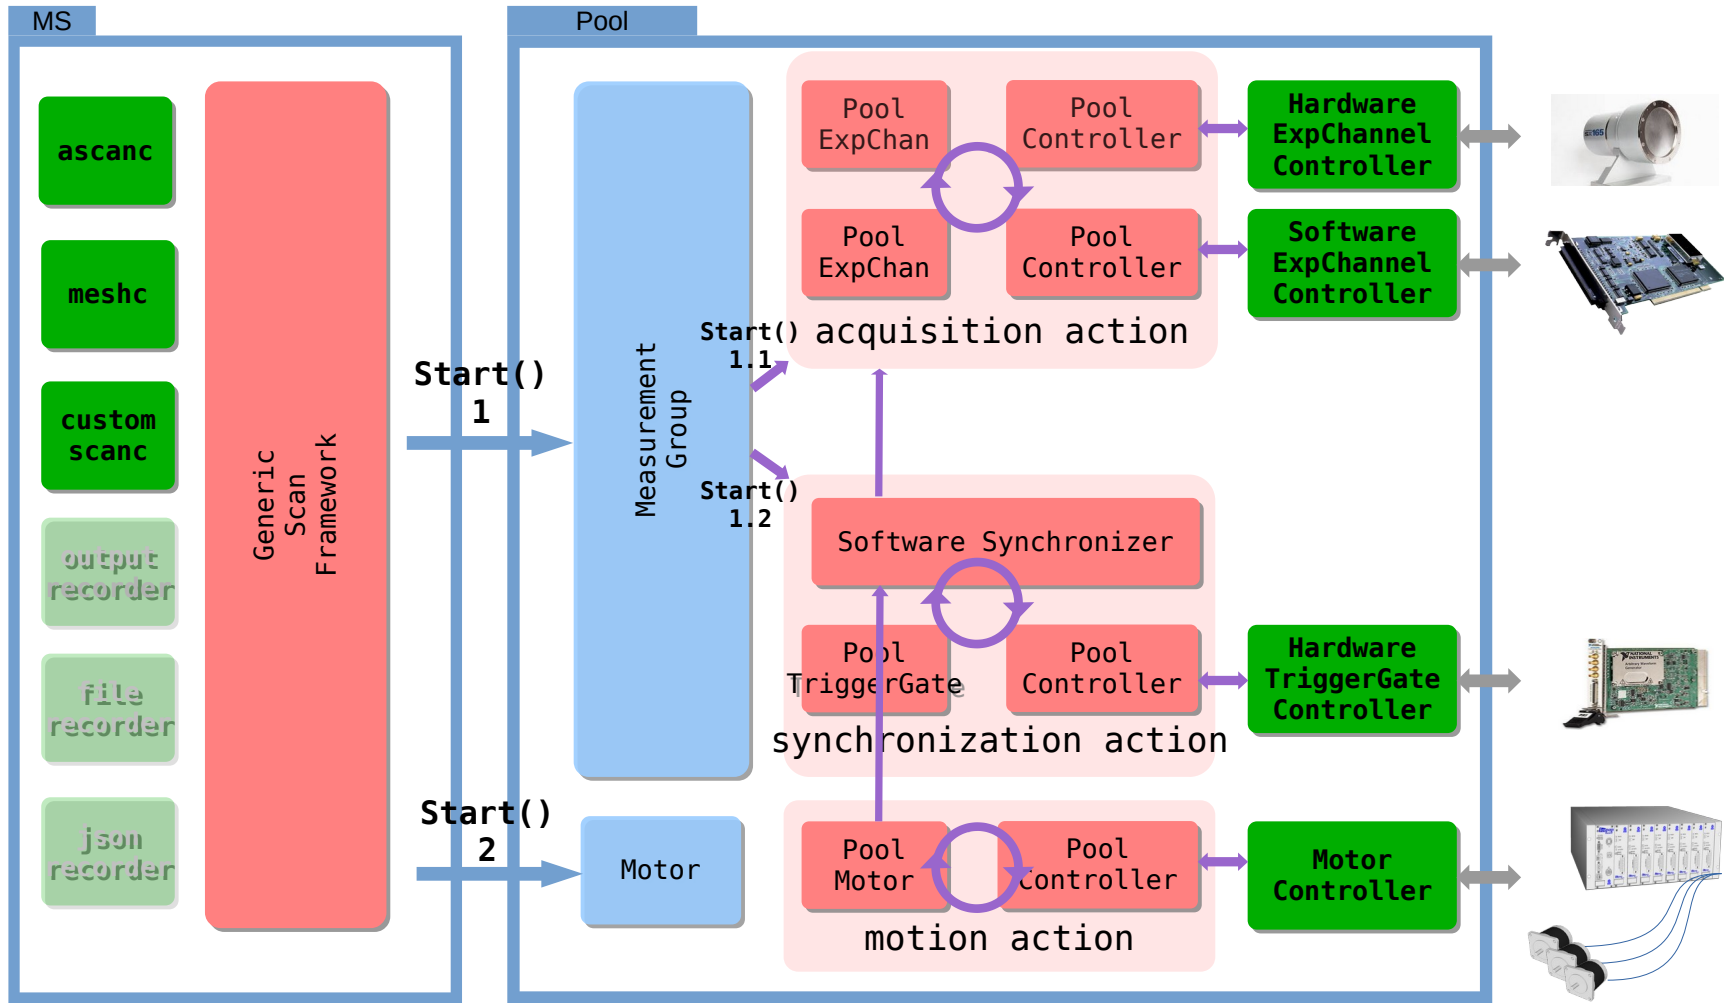 MS
Pool
ascanc
meshc
custom
scanc
output
recorder
file
recorder
json
recorder
Generic
Scan
Framework
Start()
1
Start()
2
Measurement
Group
Motor
Start()
1.1
Start()
1.2
Pool
ExpChan
Pool
Controller
Pool
ExpChan
Pool
Controller
acquisition action
Software Synchronizer
Pool
TriggerGate
Pool
Controller
synchronization action
Pool
Motor
Pool
Controller
motion action
Hardware
ExpChannel
Controller
Software
ExpChannel
Controller
Hardware
TriggerGate
Controller
Motor
Controller
165
NATIONAL
INSTRUMENTS